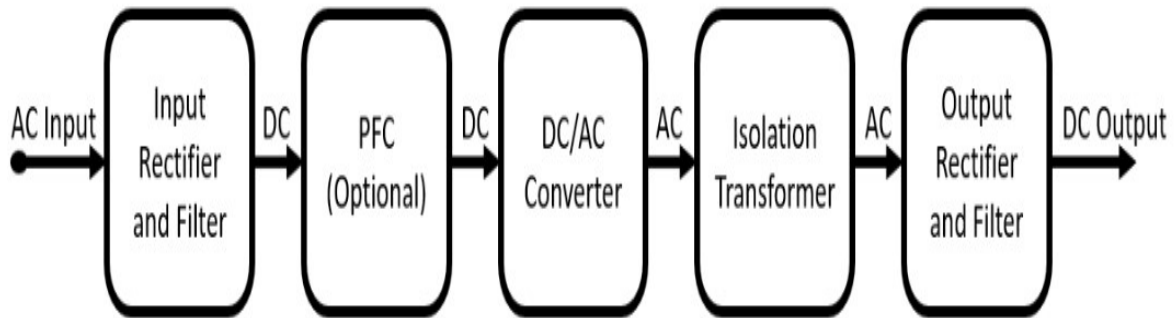 AC Input
Input
Rectifier
and Filter
DC
PFC
(Optional)
DC
DC/AC
Converter
AC
Isolation
Transformer
AC
Output
Rectifier
and Filter
DC Output